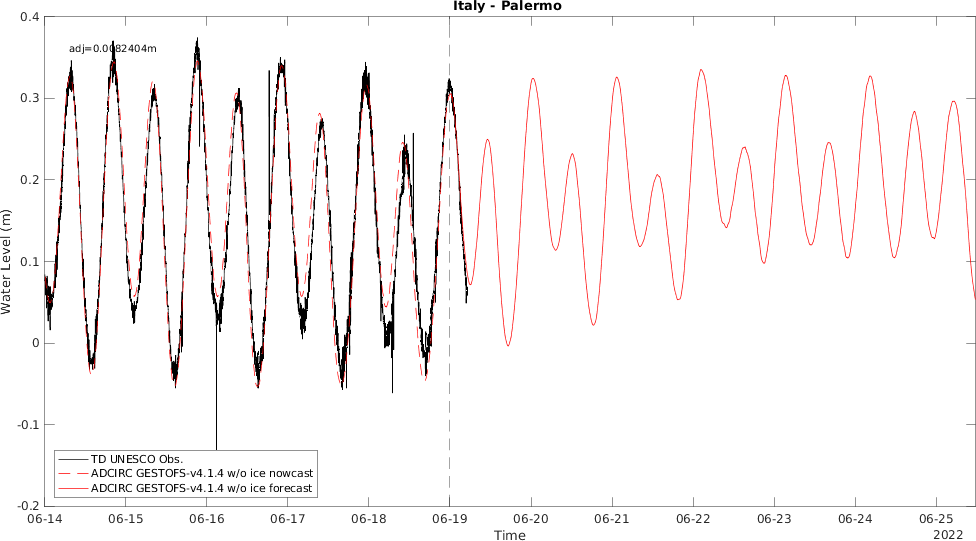 Italy - Palermo
adj=0.0082404m
Water Level (m)
0.4
0.3
0.2
0.1
0
-0.1
-0.2
TD UNESCO Obs.
ADCIRC GESTOFS-v4.1.4 w/o ice nowcast
ADCIRC GESTOFS-v4.1.4 w/o ice forecast
06-14 06-15 06-16 06-17 06-18 06-19 06-20 06-21 06-22 06-23 06-24 06-25
Time
2022